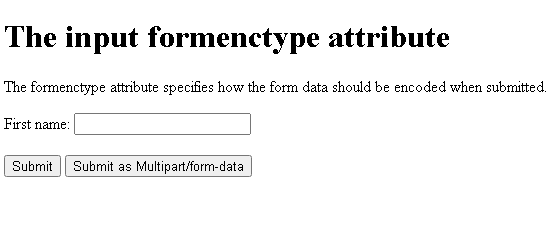 The input formenctype attribute
The formenctype attribute specifies how the form data should be encoded when submitted.
First name:
Submit Submit as Multipart/form-data